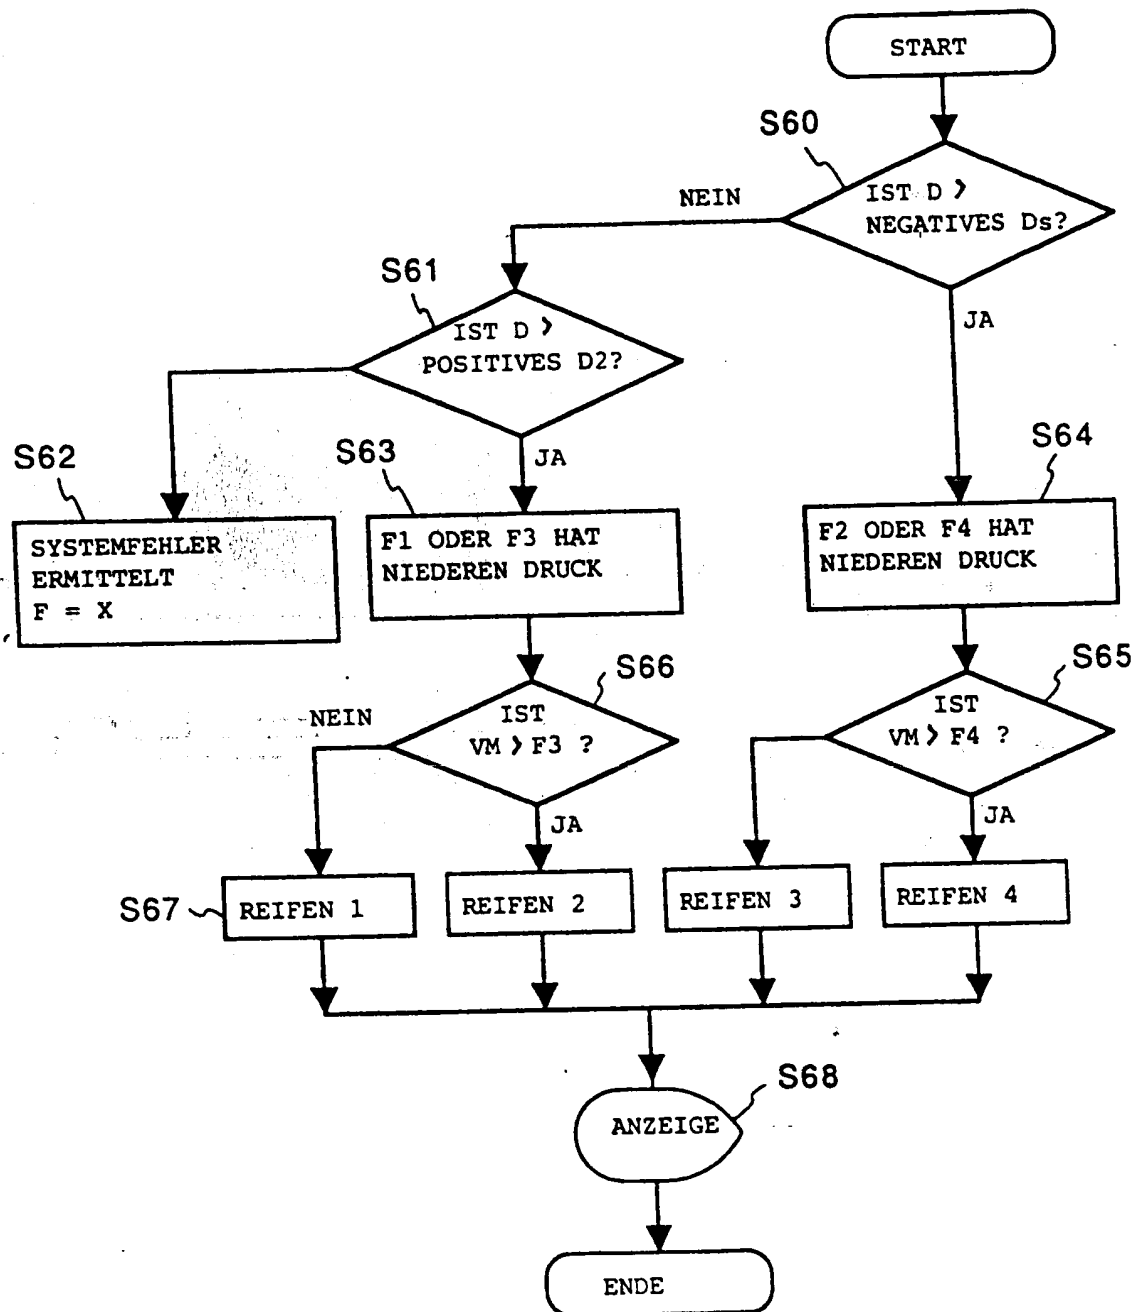 START
S60
IST D >
NEGATIVES Ds?
NEIN
JA
S61
IST D >
POSITIVES D2?
JA
S62
SYSTEMFEHLER
ERMITTELT
F = X
S63
F1 ODER F3 HAT
NIEDEREN DRUCK
S64
F2 ODER F4 HAT
NIEDEREN DRUCK
S66
IST
VM > F3 ?
NEIN
JA
S65
IST
VM > F4 ?
JA
S67
REIFEN 1
REIFEN 2
REIFEN 3
REIFEN 4
S68
ANZEIGE
ENDE